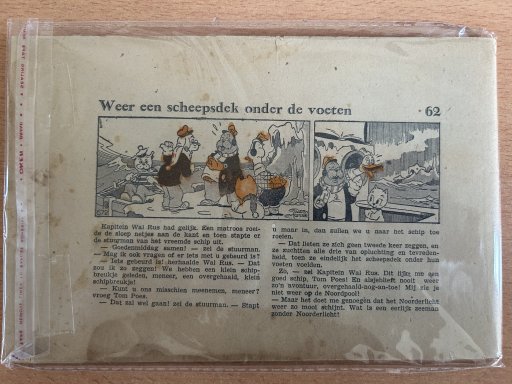 Weer een scheepsdek onder de voeten
62
Kapitein Wal Rus had gelijk. Een matroos roei-
de de sloep netjes aan de kant en toen stapte er
de stuurman van het vreemde schip uit.
— Goedenmiddag samen! — zei de stuurman.
— Mag ik ook vragen of er iets met u gebeurd is?
— Iets gebeurd is! herhaalde Wal Rus. — Dat
zou ik zo zeggen! We hebben een klein schip-
breukje geleden, meneer, een overgehaald, klein
schipbreukje!
— Kunt u ons misschien meenemen, meneer?
vroeg Tom Poes.
— Dat zal wel gaan! zei de stuurman. — Stapt
u maar in, dan zullen we u naar het schip toe
roeien.
— Dat lieten ze zich geen tweede keer zeggen, en
ze zuchtten alle drie van opluchting en tevreden-
heid, toen ze eindelijk het scheepsdek onder hun
voeten voelden.
Zo, — zei Kapitein Wal Rus. Dit lijkt me een
goed schip, Tom Poes! En alsjeblieft nooit weer
zo'n avontuur, overgehaald-nog-an-toe! Mij zie je
niet weer op de Noordpool!
— Maar het doet me genoegen dat het Noorderlicht
weer zo mooi schijnt. Wat is een eerlijk zeeman
zonder Noorderlicht!